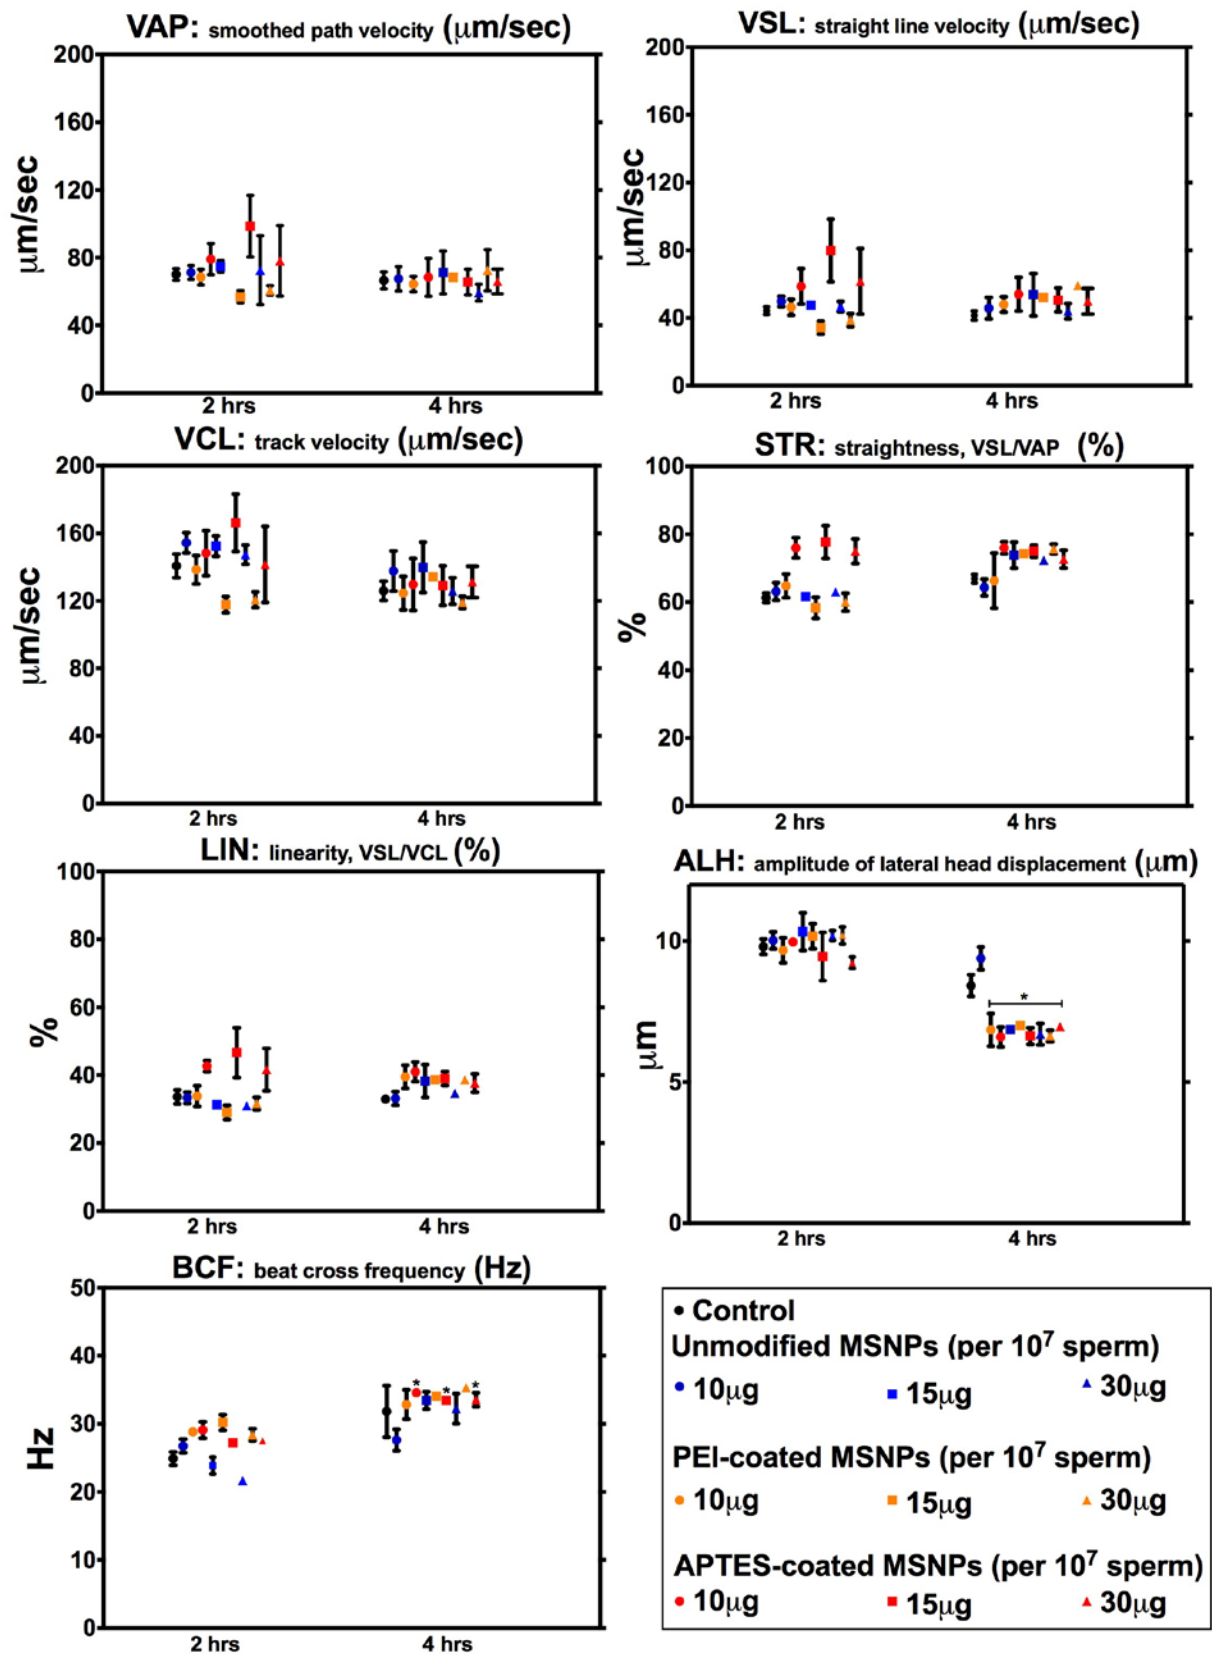 VAP: smoothed path velocity (μm/sec)
200
160
120
80
40
0
μm/sec
2 hrs
4 hrs
VSL: straight line velocity (μm/sec)
200
160
120
80
40
0
μm/sec
2 hrs
4 hrs
VCL: track velocity (μm/sec)
200
160
120
80
40
0
μm/sec
2 hrs
4 hrs
STR: straightness, VSL/VAP (%)
100
80
60
40
20
0
%
2 hrs
4 hrs
LIN: linearity, VSL/VCL (%)
100
80
60
40
20
0
%
2 hrs
4 hrs
ALH: amplitude of lateral head displacement (μm)
10
5
0
μm
*
2 hrs
4 hrs
BCF: beat cross frequency (Hz)
50
40
30
20
10
0
Hz
* * *
2 hrs
4 hrs
Control
Unmodified MSNPs (per 10⁷ sperm)
10μg 15μg 30μg
PEI-coated MSNPs (per 10⁷ sperm)
10μg 15μg 30μg
APTES-coated MSNPs (per 10⁷ sperm)
10μg 15μg 30μg